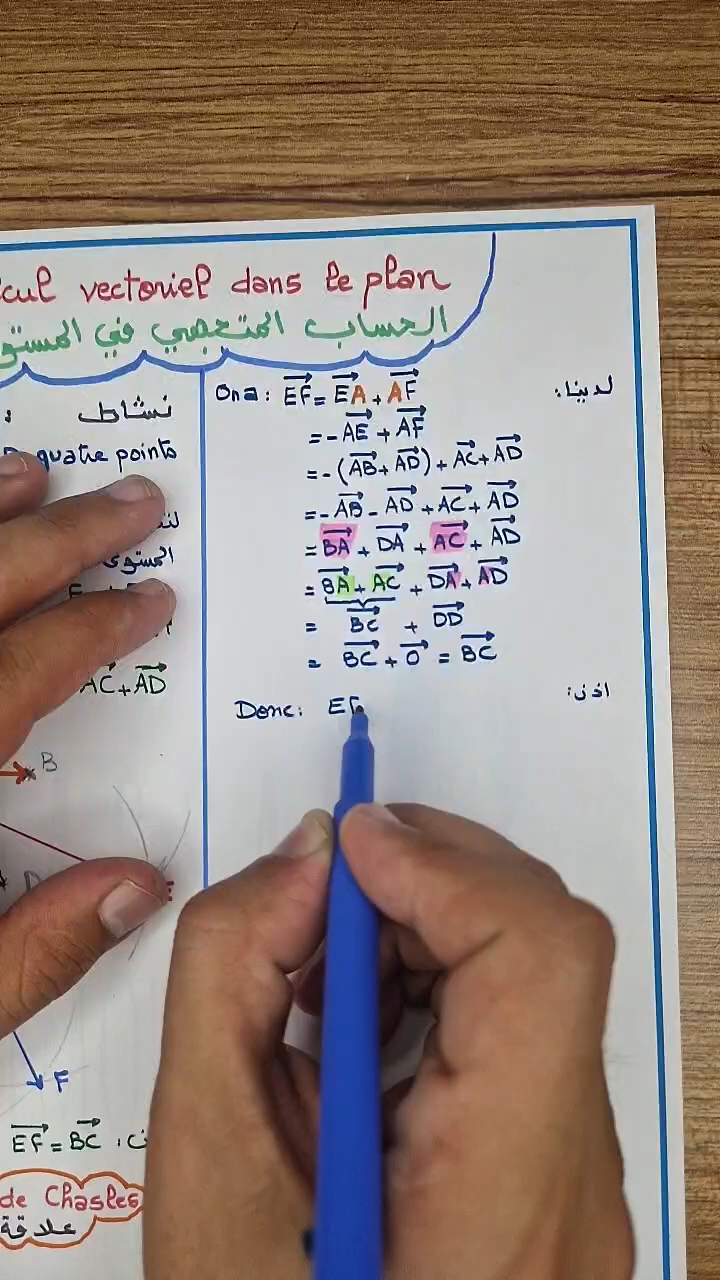 cul vectoriel dans le plan
الحساب المتجهي في المستو
نشاط :
quatre points
المستوى
AC + AD
B
F
EF = BC
de Chasles
علاقة
On a : EF = EA + AF لدينا:
= - AE + AF
= - (AB + AD) + AC + AD
= - AB - AD + AC + AD
= BA + DA + AC + AD
= BA + AC + DA + AD
= BC + DD
= BC + O = BC
Donc : EF اذن: